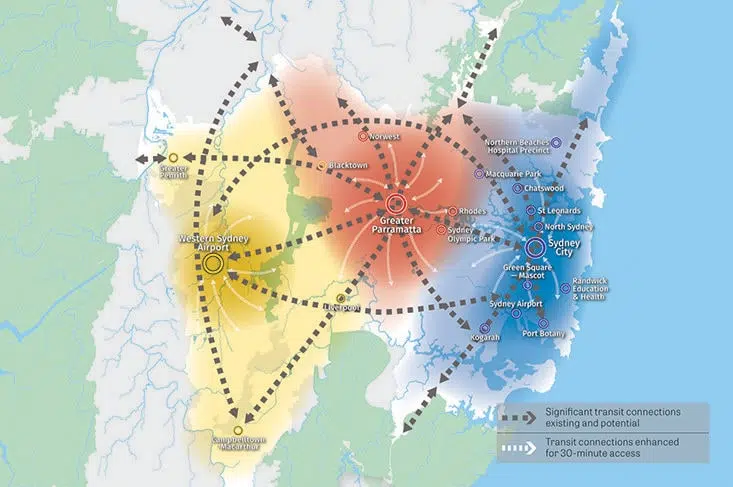 Norwest
Northern Beaches
Hospital Precinct
Greater
Penrith
Blacktown
Macquarie Park
Chatswood
Greater
Parramatta
Rhodes
St Leonards
Sydney
Olympic Park
North Sydney
Sydney
City
Western Sydney
Airport
Green Square
— Mascot
Randwick
Education
& Health
Liverpool
Sydney Airport
Port Botany
Kogarah
Campbelltown
Macarthur
Significant transit connections
existing and potential
Transit connections enhanced
for 30-minute access